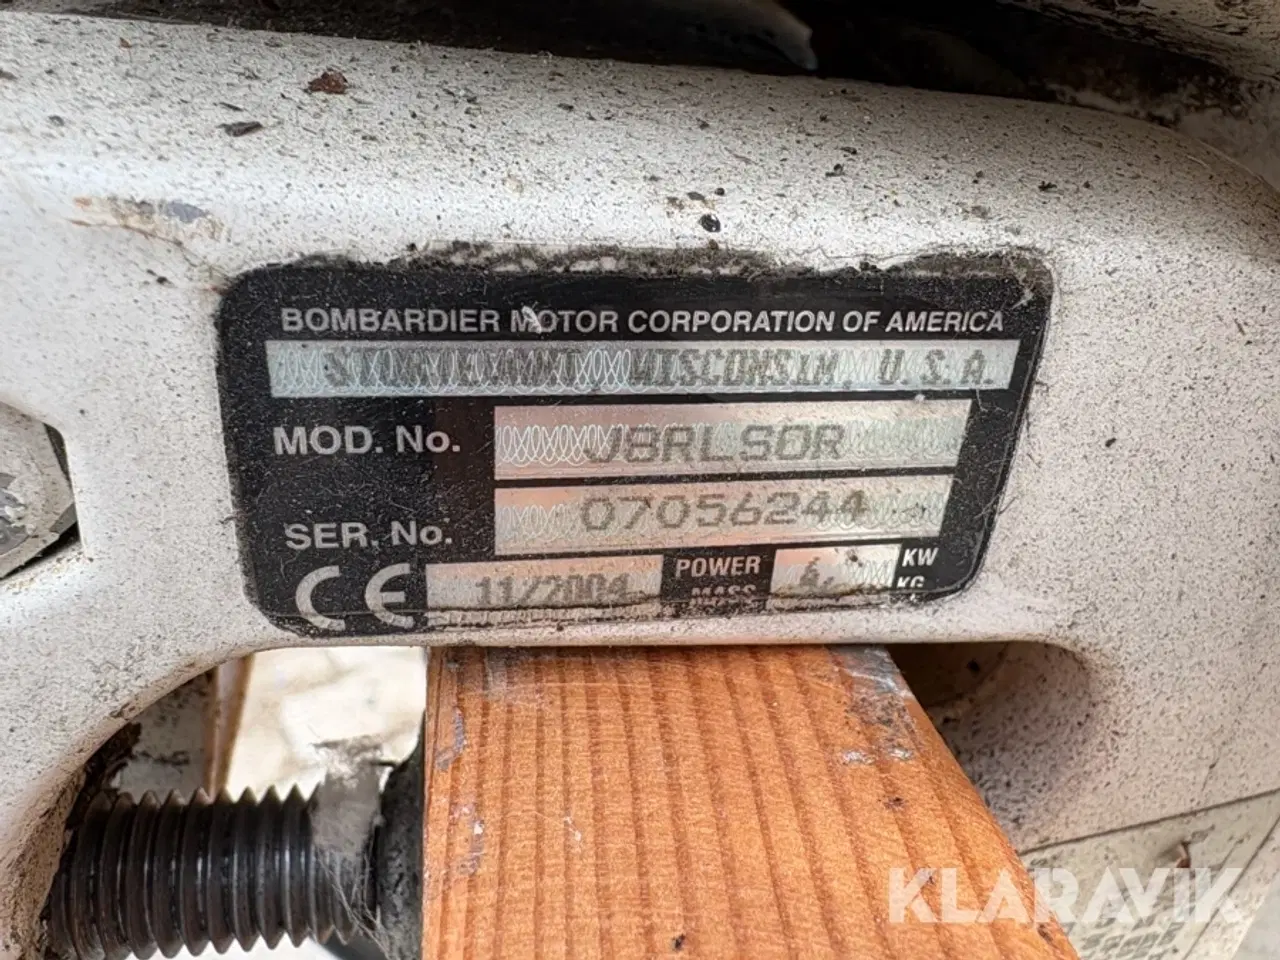 BOMBARDIER MOTOR CORPORATION OF AMERICA
STURTEVANT, WISCONSIN, U.S.A.
MOD. No. J8RLSOR
SER. No. 07056244
CE 11/2004 POWER KW
MASS KG
KLARAVIK